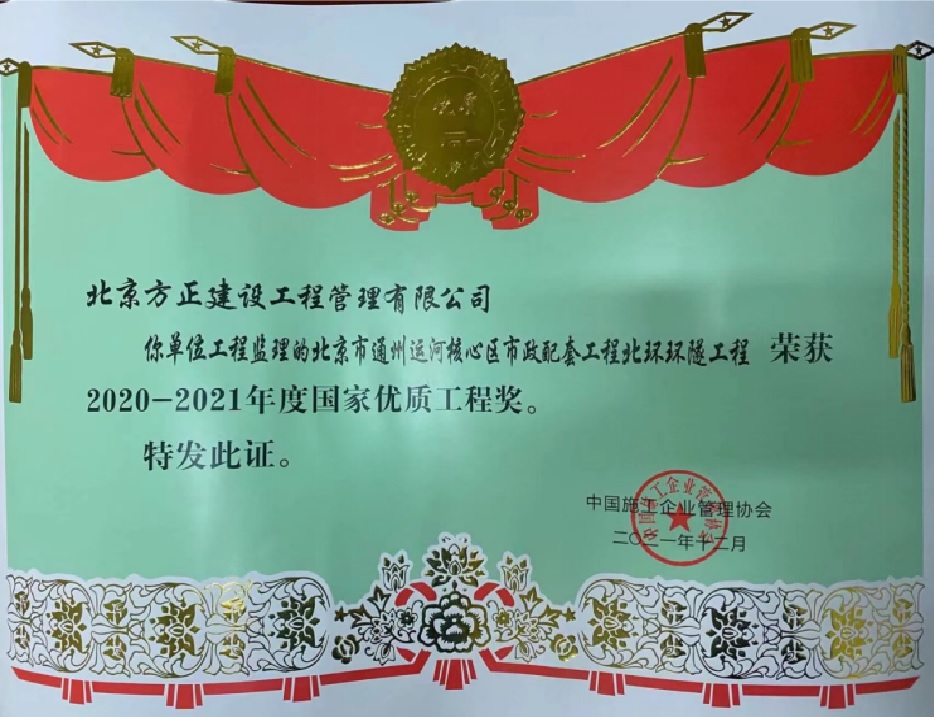 北京方正建设工程管理有限公司
你单位工程监理的北京市通州运河核心区市政配套工程北环环隧工程 荣获
2020-2021年度国家优质工程奖。
特发此证。
中国施工企业管理协会
二〇二一年十二月